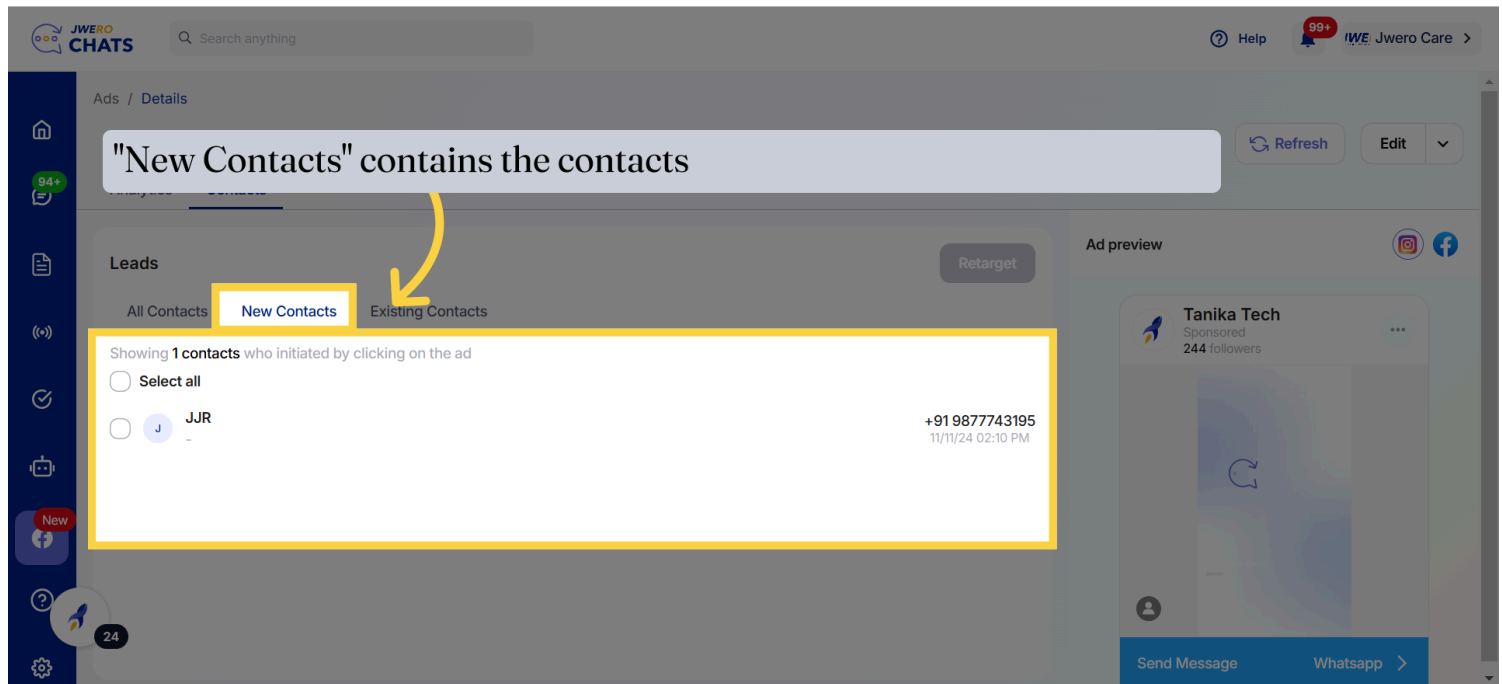 JWERO
CHATS
Search anything
Help
99+
JWE Jwero Care
Ads / Details
"New Contacts" contains the contacts
Refresh
Edit
94+
Analytics Contacts
Leads
Retarget
All Contacts
New Contacts
Existing Contacts
Showing 1 contacts who initiated by clicking on the ad
Select all
J
JJR
-
+91 9877743195
11/11/24 02:10 PM
Ad preview
Tanika Tech
Sponsored
244 followers
Send Message
Whatsapp
New
24